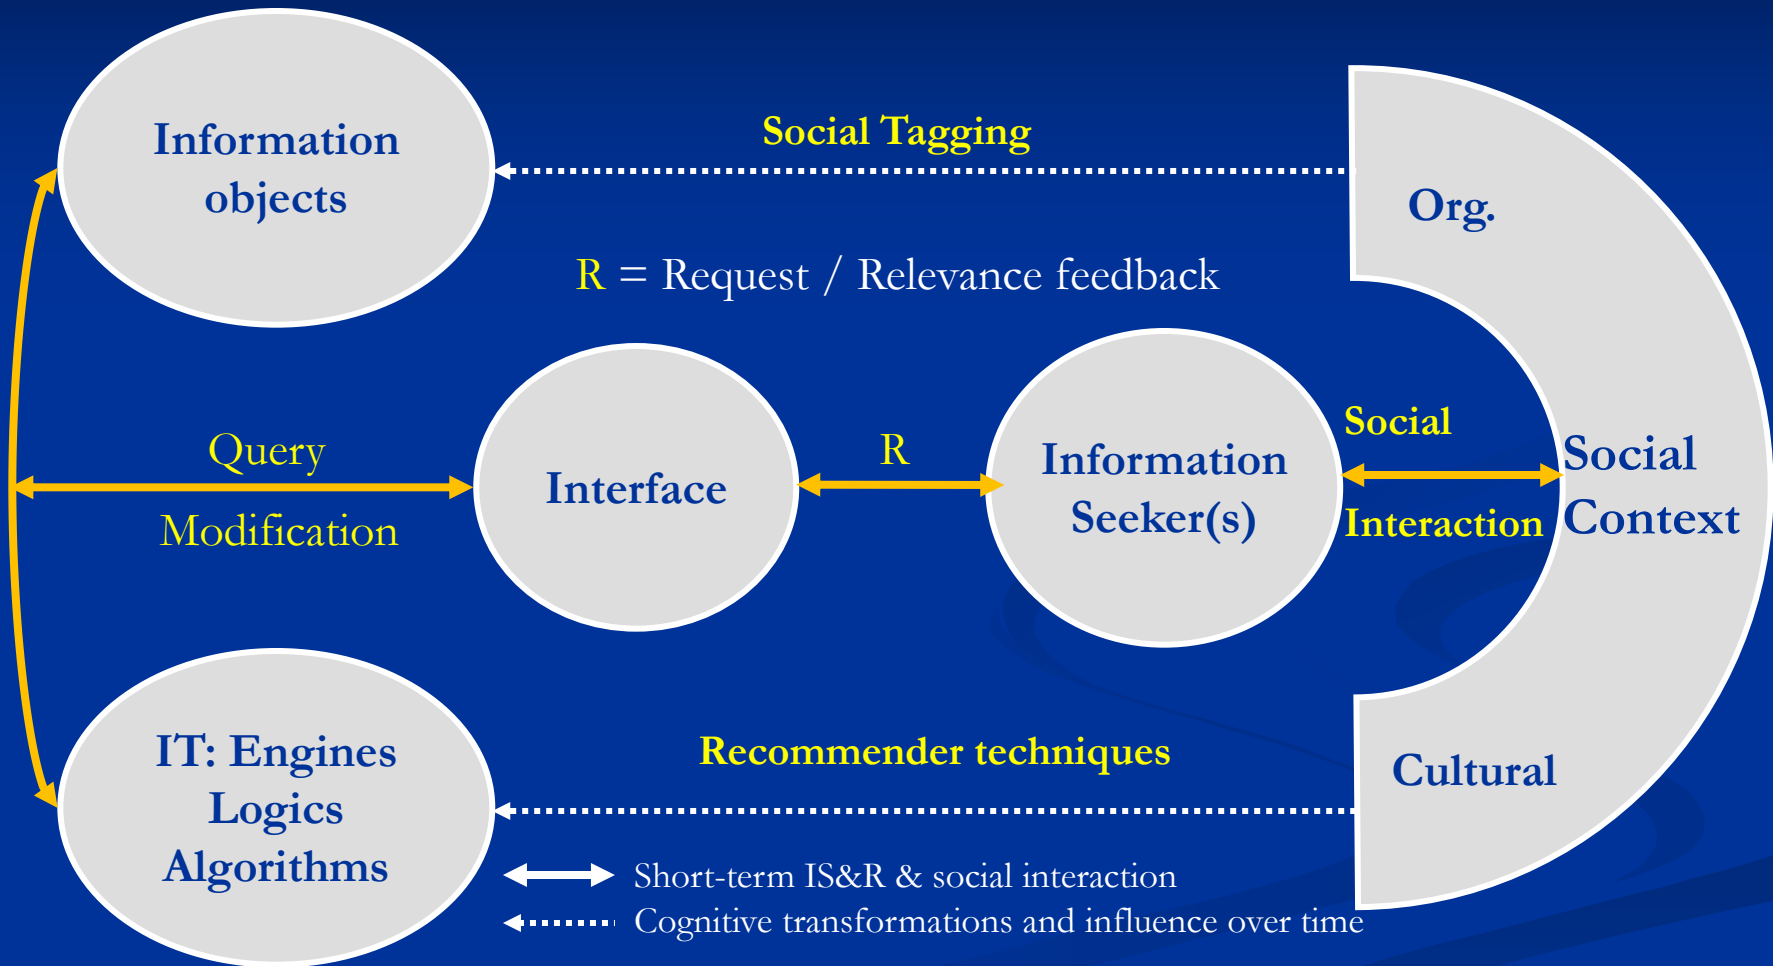 Information
objects
Social Tagging
Org.
R = Request / Relevance feedback
Query
Modification
Interface
R
Information
Seeker(s)
Social
Interaction
Social
Context
IT: Engines
Logics
Algorithms
Recommender techniques
Cultural
Short-term IS&R & social interaction
Cognitive transformations and influence over time